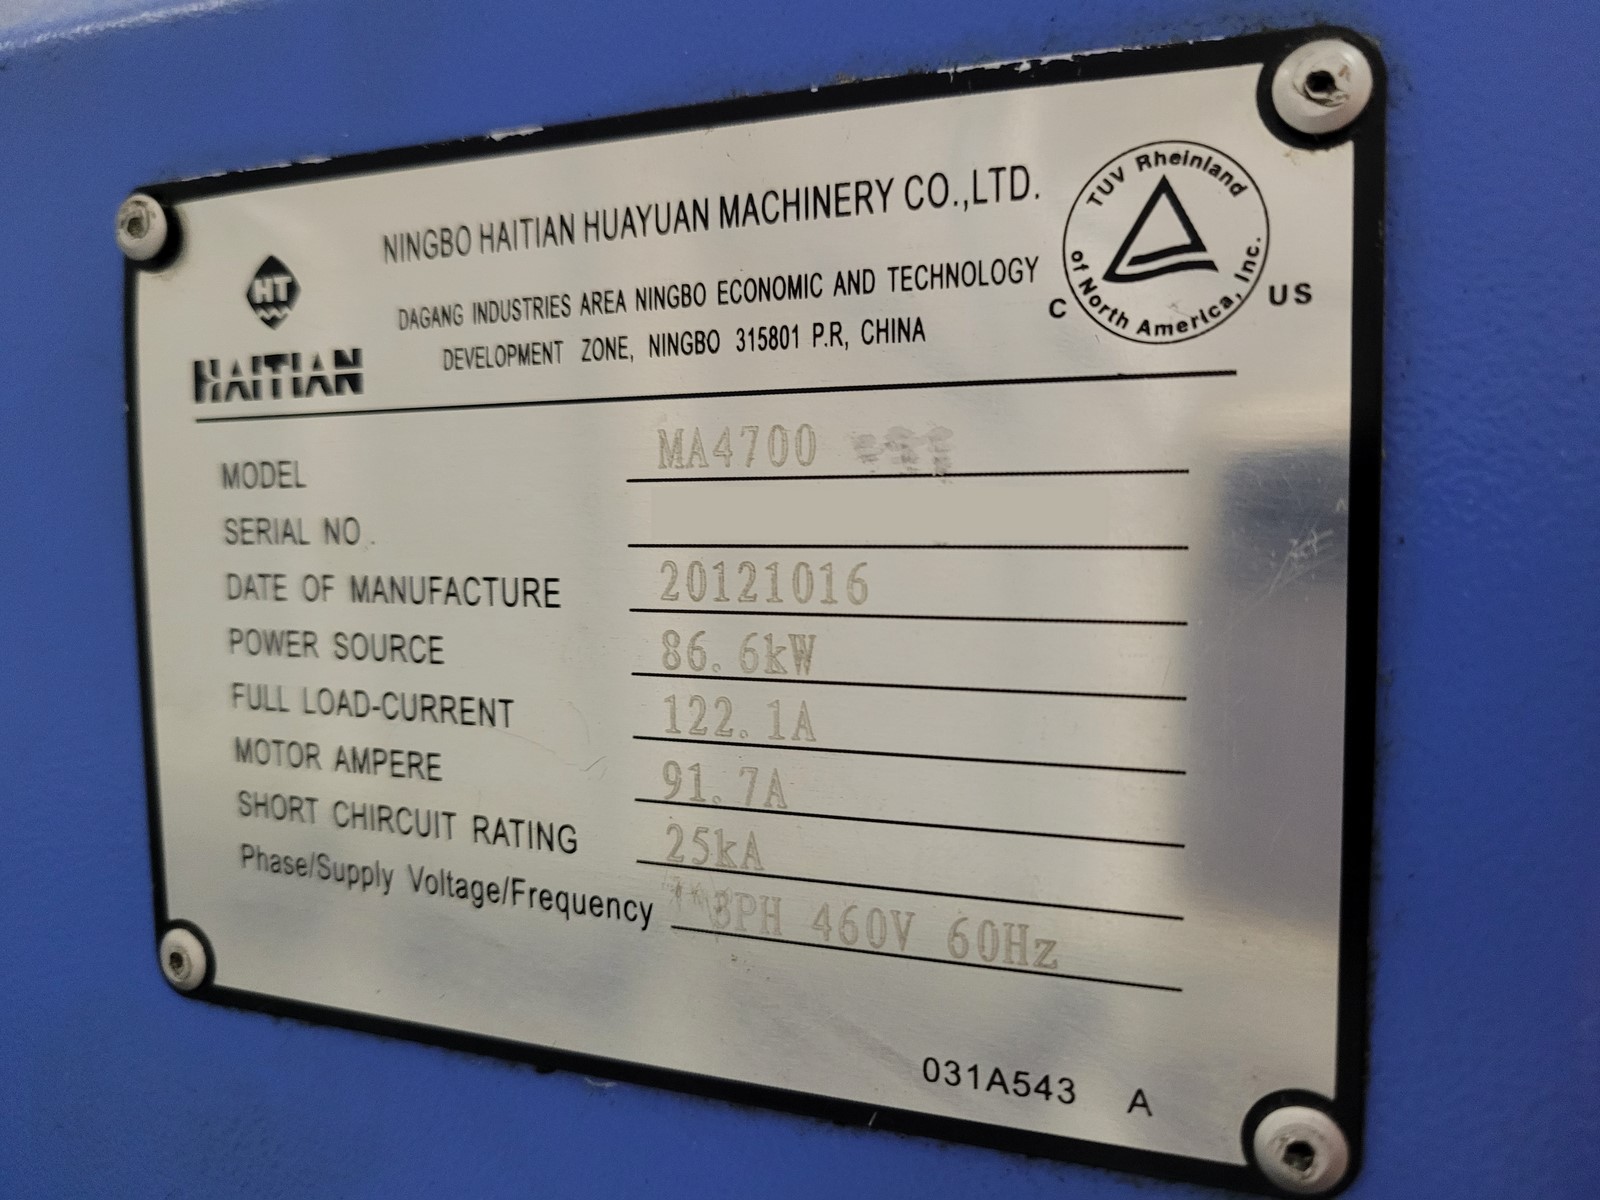 NINGBO HAITIAN HUAYUAN MACHINERY CO.,LTD.
DAGANG INDUSTRIES AREA NINGBO ECONOMIC AND TECHNOLOGY
DEVELOPMENT ZONE, NINGBO 315801 P.R, CHINA
HT
HAITIAN
TUV Rheinland
of North America, Inc.
C US
MODEL MA4700
SERIAL NO.
DATE OF MANUFACTURE 20121016
POWER SOURCE 86.6kW
FULL LOAD-CURRENT 122.1A
MOTOR AMPERE 91.7A
SHORT CHIRCUIT RATING 25kA
Phase/Supply Voltage/Frequency 3PH 460V 60Hz
031A543 A